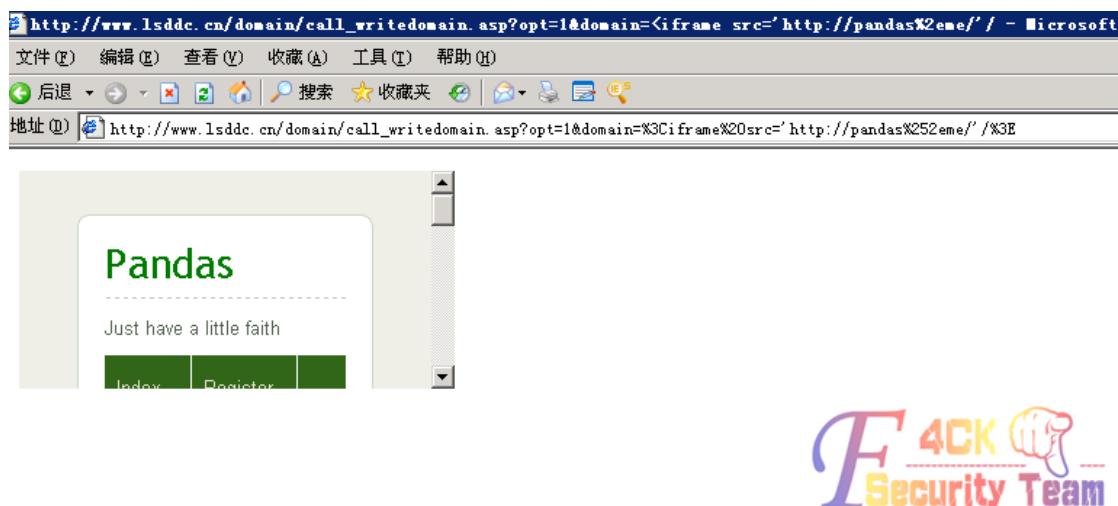 http://www.lsddc.cn/domain/call_writedomain.asp?opt=1&domain=<iframe src='http://pandas%2eme/'/ - Microsoft
文件(F) 编辑(E) 查看(V) 收藏(A) 工具(T) 帮助(H)
后退 搜索 收藏夹
地址(D) http://www.lsddc.cn/domain/call_writedomain.asp?opt=1&domain=%3Ciframe%20src='http://pandas%252eme/'/%3E
Pandas
Just have a little faith
Index Register
F4CK
Security Team